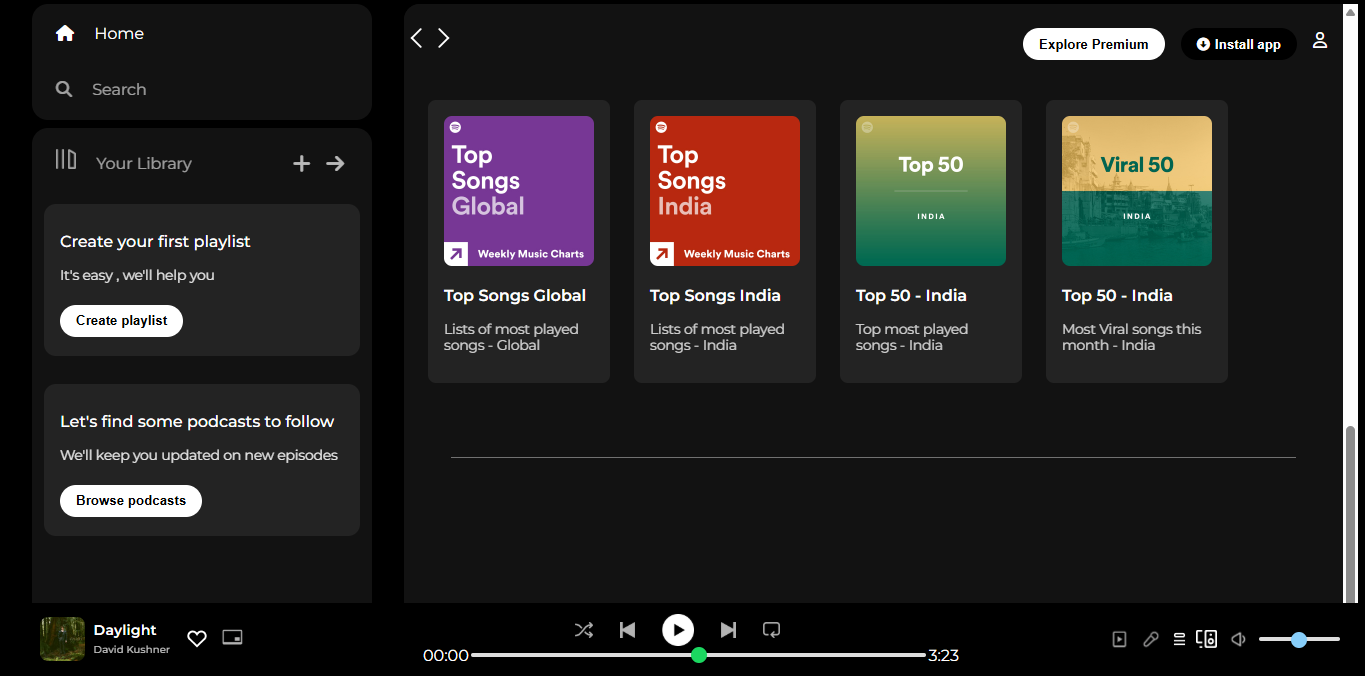 Home
Search
Your Library
Create your first playlist
It's easy , we'll help you
Create playlist
Let's find some podcasts to follow
We'll keep you updated on new episodes
Browse podcasts
Explore Premium
Install app
Top
Songs
Global
Weekly Music Charts
Top Songs Global
Lists of most played
songs - Global
Top
Songs
India
Weekly Music Charts
Top Songs India
Lists of most played
songs - India
Top 50
INDIA
Top 50 - India
Top most played
songs - India
Viral 50
INDIA
Top 50 - India
Most Viral songs this
month - India
Daylight
David Kushner
00:00
3:23